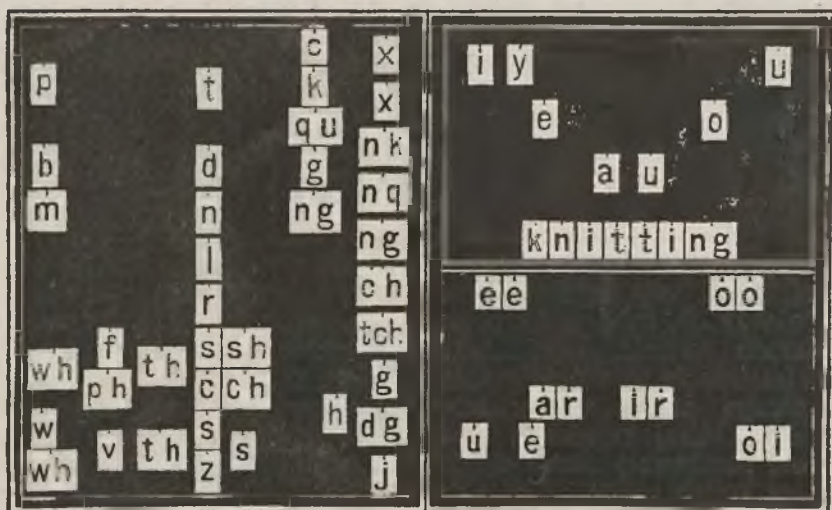 c x
p t k x
qu nk
b d g nq
m n ng ng
l ch
r tch
f s sh g
wh ph th c ch
w s h dg
wh v th z s j
i y u
e o
a u
knitting
ee oo
ar ir
u e oi